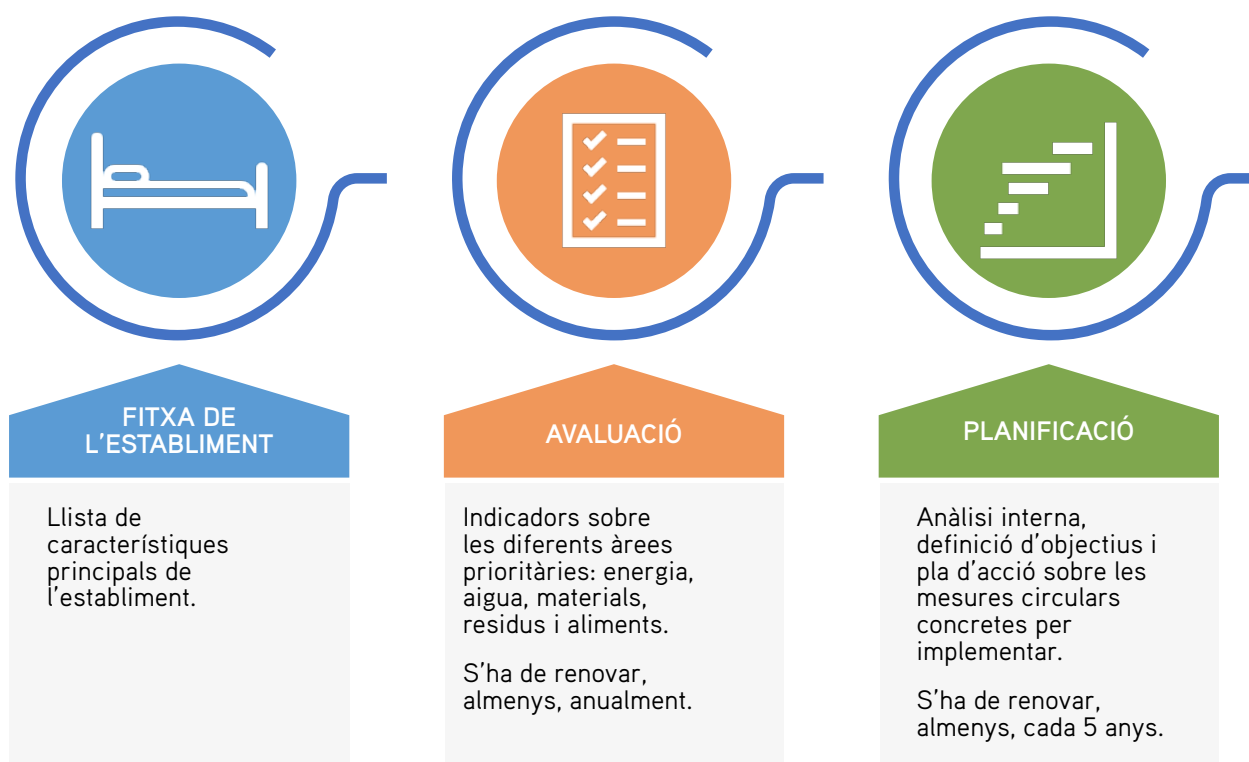 FITXA DE
L'ESTABLIMENT
Llista de
característiques
principals de
l'establiment.
AVALUACIÓ
Indicadors sobre
les diferents àrees
prioritàries: energia,
aigua, materials,
residus i aliments.
S'ha de renovar,
almenys, anualment.
PLANIFICACIÓ
Anàlisi interna,
definició d'objectius i
pla d'acció sobre les
mesures circulars
concretes per
implementar.
S'ha de renovar,
almenys, cada 5 anys.